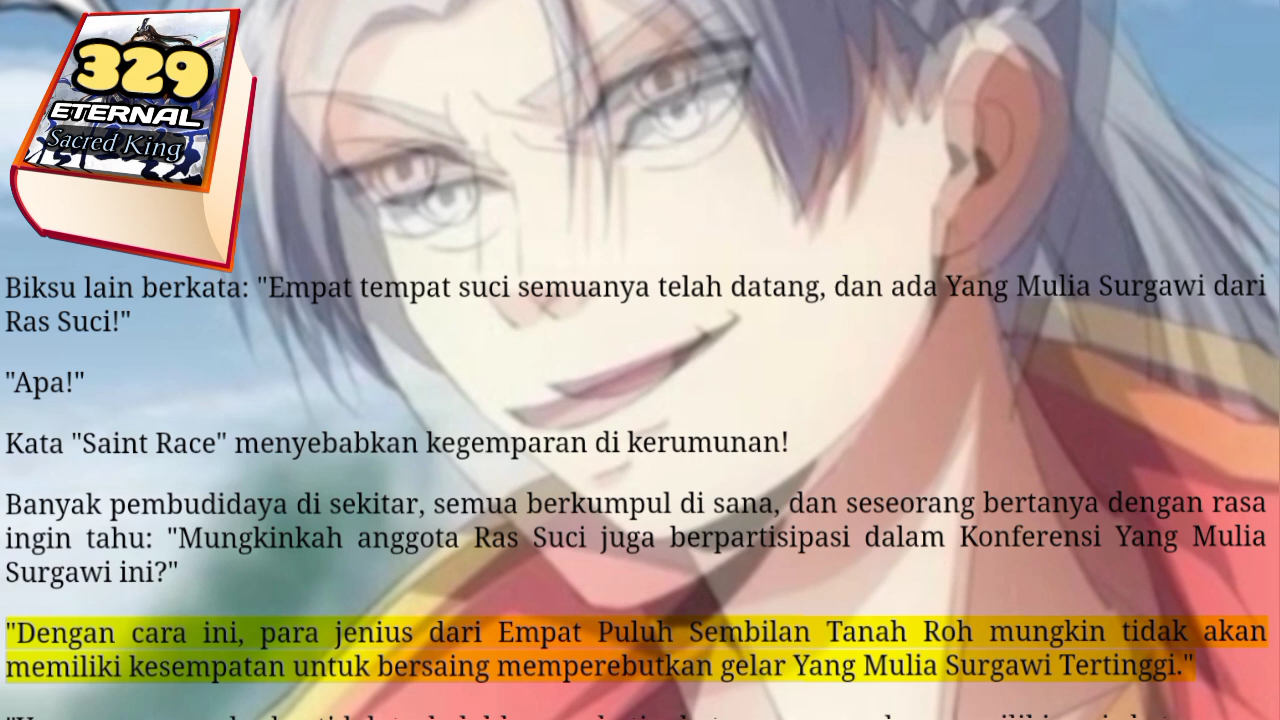 329
ETERNAL
Sacred King
Biksu lain berkata: "Empat tempat suci semuanya telah datang, dan ada Yang Mulia Surgawi dari
Ras Suci!"
"Apa!"
Kata "Saint Race" menyebabkan kegemparan di kerumunan!
Banyak pembudidaya di sekitar, semua berkumpul di sana, dan seseorang bertanya dengan rasa
ingin tahu: "Mungkinkah anggota Ras Suci juga berpartisipasi dalam Konferensi Yang Mulia
Surgawi ini?"
"Dengan cara ini, para jenius dari Empat Puluh Sembilan Tanah Roh mungkin tidak akan
memiliki kesempatan untuk bersaing memperebutkan gelar Yang Mulia Surgawi Tertinggi."